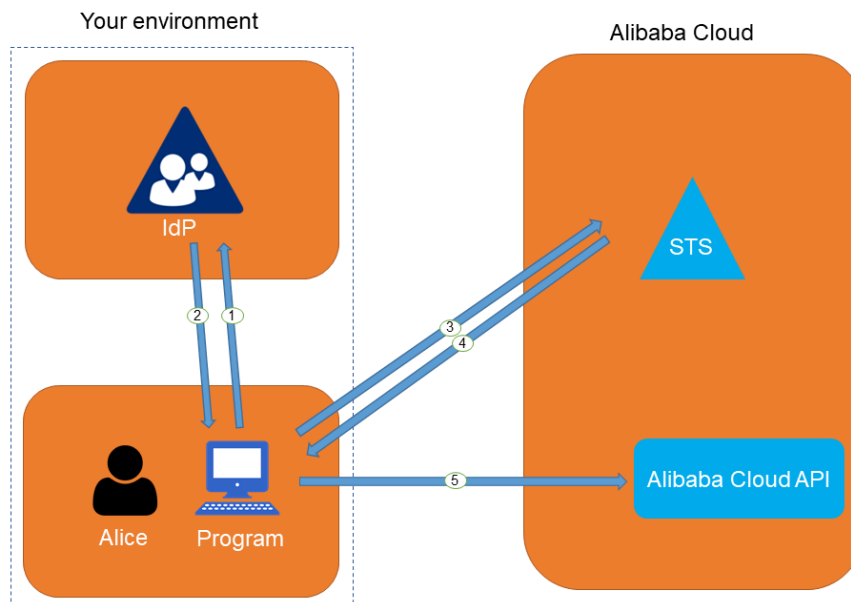 Your environment
Alibaba Cloud
IdP
STS
2
1
3
4
5
Alibaba Cloud API
Alice
Program